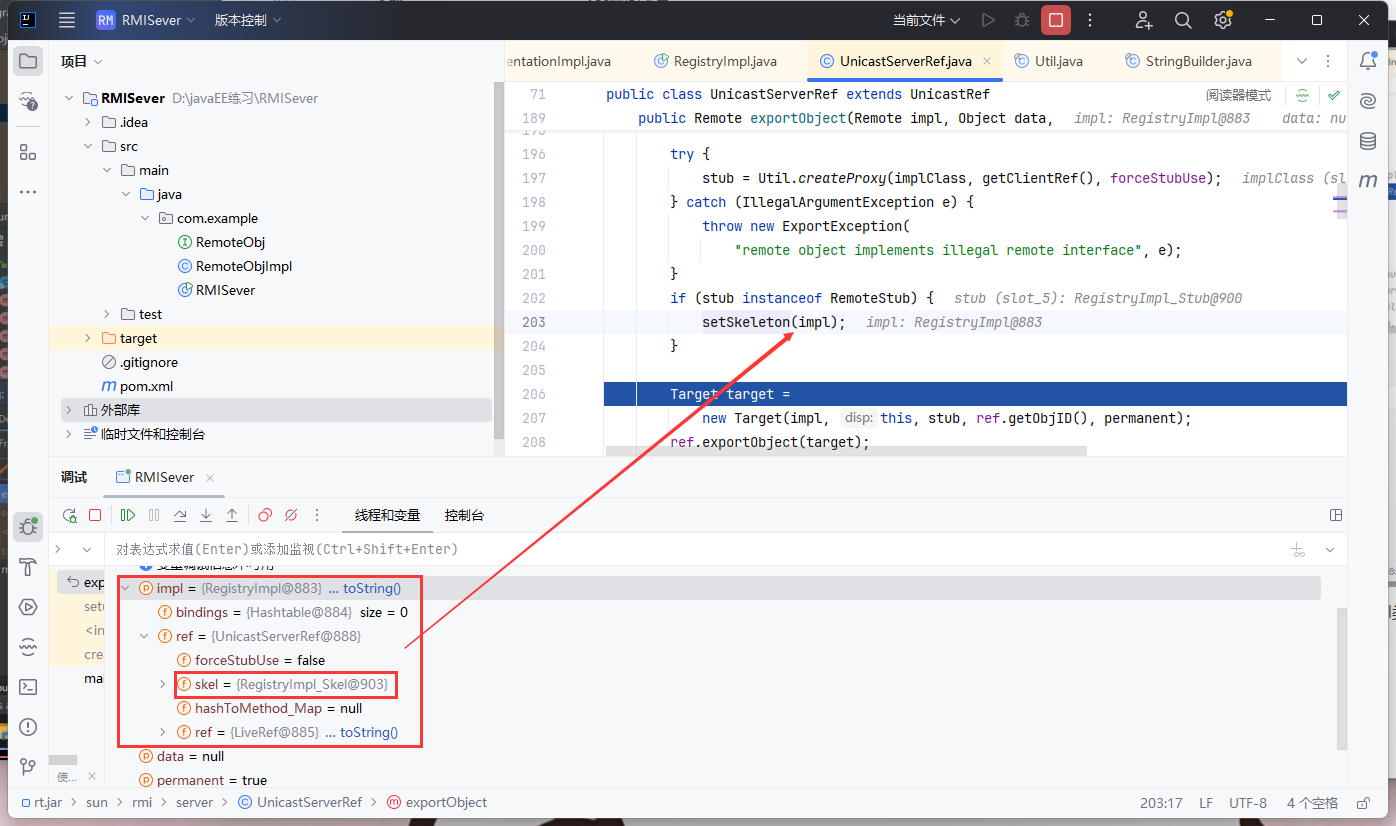 RM RMISever 版本控制 当前文件
项目
RMISever D:\javaEE练习\RMISever
.idea
src
main
java
com.example
RemoteObj
RemoteObjImpl
RMISever
test
target
.gitignore
pom.xml
外部库
临时文件和控制台
entationImpl.java RegistryImpl.java UnicastServerRef.java Util.java StringBuilder.java
71 public class UnicastServerRef extends UnicastRef 阅读器模式
189 public Remote exportObject(Remote impl, Object data, impl: RegistryImpl@883 data: nu
196 try {
197 stub = Util.createProxy(implClass, getClientRef(), forceStubUse); implClass (sl
198 } catch (IllegalArgumentException e) {
199 throw new ExportException(
200 "remote object implements illegal remote interface", e);
201 }
202 if (stub instanceof RemoteStub) { stub (slot_5): RegistryImpl_Stub@900
203 setSkeleton(impl); impl: RegistryImpl@883
204 }
205
206 Target target =
207 new Target(impl, disp: this, stub, ref.getObjID(), permanent);
208 ref.exportObject(target);
调试 RMISever
线程和变量 控制台
对表达式求值(Enter)或添加监视(Ctrl+Shift+Enter)
exp
setu
<in
crea
ma
使...
impl = {RegistryImpl@883} ... toString()
bindings = {Hashtable@884} size = 0
ref = {UnicastServerRef@888}
forceStubUse = false
skel = {RegistryImpl_Skel@903}
hashToMethod_Map = null
ref = {LiveRef@885} ... toString()
data = null
permanent = true
rt.jar > sun > rmi > server > UnicastServerRef > exportObject 203:17 LF UTF-8 4 个空格